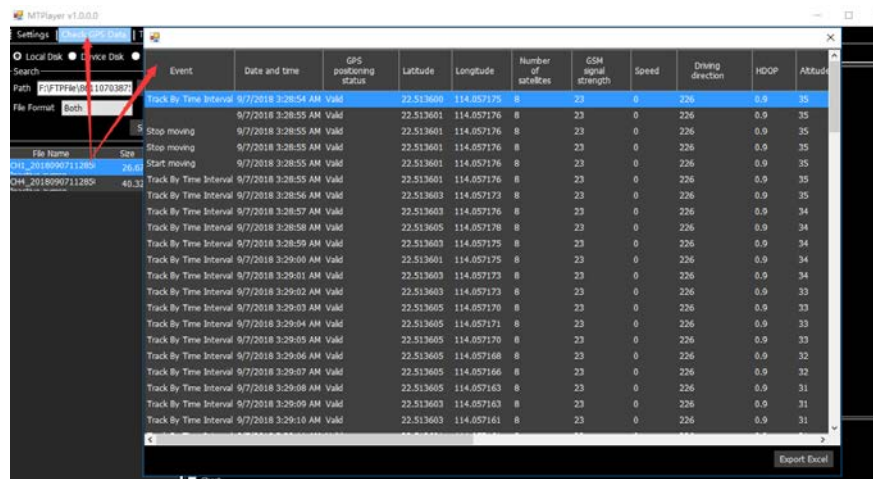 MTPlayer v1.0.0.0
Settings Check GPS Data T
Local Disk Device Disk
Search
Path F:\FTPFile\86110703873
File Format Both
S
File Name Size
CH1_2018090711285( 26.67
CH4_2018090711285( 40.32
Event Date and time GPS positioning status Latitude Longitude Number of satellites GSM signal strength Speed Driving direction HDOP Altitude
Track By Time Interval 9/7/2018 3:28:54 AM Valid 22.513600 114.057175 8 23 0 226 0.9 35
9/7/2018 3:28:55 AM Valid 22.513601 114.057176 8 23 0 226 0.9 35
Stop moving 9/7/2018 3:28:55 AM Valid 22.513601 114.057176 8 23 0 226 0.9 35
Stop moving 9/7/2018 3:28:55 AM Valid 22.513601 114.057176 8 23 0 226 0.9 35
Start moving 9/7/2018 3:28:55 AM Valid 22.513601 114.057176 8 23 0 226 0.9 35
Track By Time Interval 9/7/2018 3:28:55 AM Valid 22.513601 114.057176 8 23 0 226 0.9 35
Track By Time Interval 9/7/2018 3:28:56 AM Valid 22.513603 114.057173 8 23 0 226 0.9 35
Track By Time Interval 9/7/2018 3:28:57 AM Valid 22.513603 114.057176 8 23 0 226 0.9 34
Track By Time Interval 9/7/2018 3:28:58 AM Valid 22.513605 114.057178 8 23 0 226 0.9 34
Track By Time Interval 9/7/2018 3:28:59 AM Valid 22.513603 114.057175 8 23 0 226 0.9 34
Track By Time Interval 9/7/2018 3:29:00 AM Valid 22.513601 114.057175 8 23 0 226 0.9 34
Track By Time Interval 9/7/2018 3:29:01 AM Valid 22.513603 114.057173 8 23 0 226 0.9 34
Track By Time Interval 9/7/2018 3:29:02 AM Valid 22.513603 114.057173 8 23 0 226 0.9 33
Track By Time Interval 9/7/2018 3:29:03 AM Valid 22.513605 114.057170 8 23 0 226 0.9 33
Track By Time Interval 9/7/2018 3:29:04 AM Valid 22.513605 114.057171 8 23 0 226 0.9 33
Track By Time Interval 9/7/2018 3:29:05 AM Valid 22.513605 114.057170 8 23 0 226 0.9 33
Track By Time Interval 9/7/2018 3:29:06 AM Valid 22.513605 114.057168 8 23 0 226 0.9 32
Track By Time Interval 9/7/2018 3:29:07 AM Valid 22.513605 114.057166 8 23 0 226 0.9 32
Track By Time Interval 9/7/2018 3:29:08 AM Valid 22.513605 114.057163 8 23 0 226 0.9 31
Track By Time Interval 9/7/2018 3:29:09 AM Valid 22.513603 114.057163 8 23 0 226 0.9 31
Track By Time Interval 9/7/2018 3:29:10 AM Valid 22.513603 114.057161 8 23 0 226 0.9 31
Export Excel